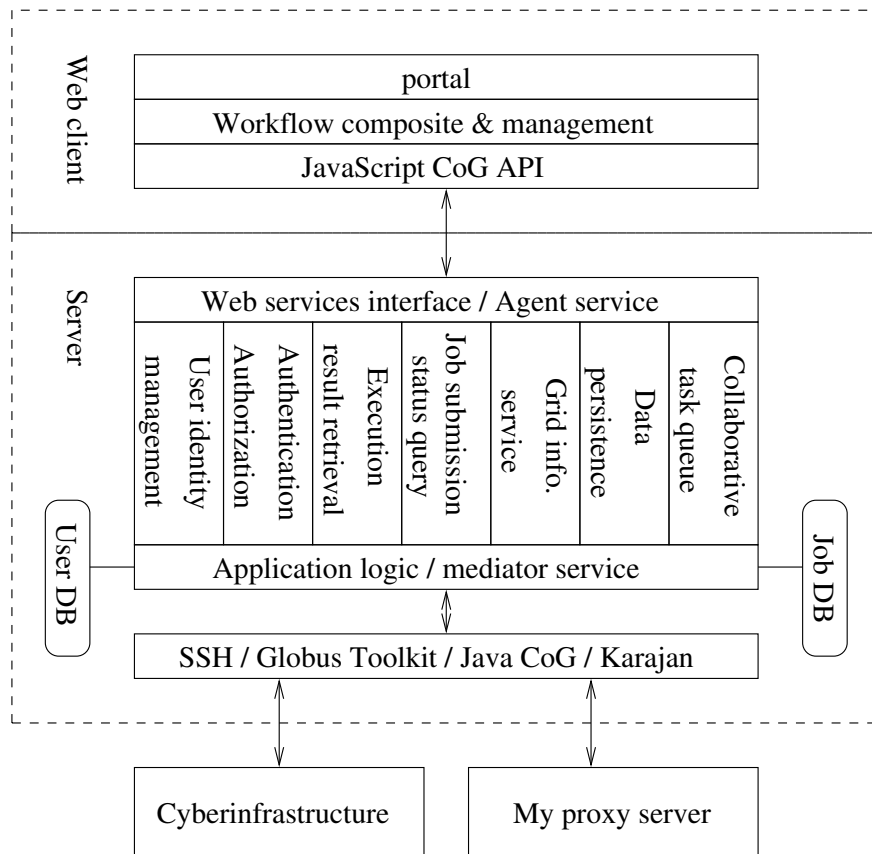 Web client
portal
Workflow composite & management
JavaScript CoG API
Server
Web services interface / Agent service
User identity
management
Authentication
Authorization
Execution
result retrieval
Job submission
status query
Grid info.
service
Data
persistence
Collaborative
task queue
User DB
Job DB
Application logic / mediator service
SSH / Globus Toolkit / Java CoG / Karajan
Cyberinfrastructure
My proxy server